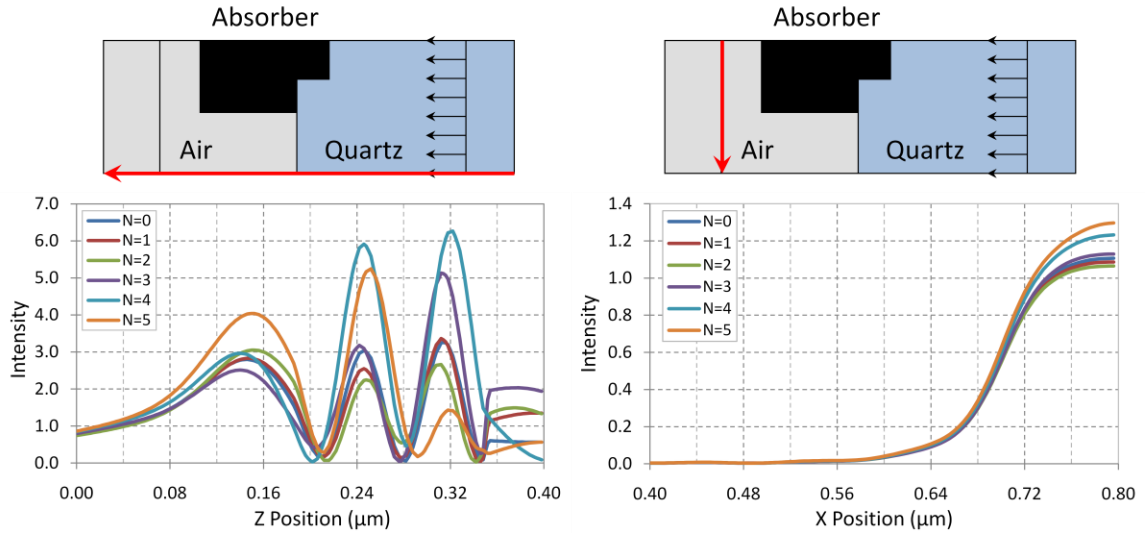 Absorber
Air
Quartz
7.0
6.0
5.0
4.0
3.0
2.0
1.0
0.0
Intensity
N=0
N=1
N=2
N=3
N=4
N=5
0.00 0.08 0.16 0.24 0.32 0.40
Z Position (µm)
Absorber
Air
Quartz
1.4
1.2
1.0
0.8
0.6
0.4
0.2
0.0
Intensity
N=0
N=1
N=2
N=3
N=4
N=5
0.40 0.48 0.56 0.64 0.72 0.80
X Position (µm)